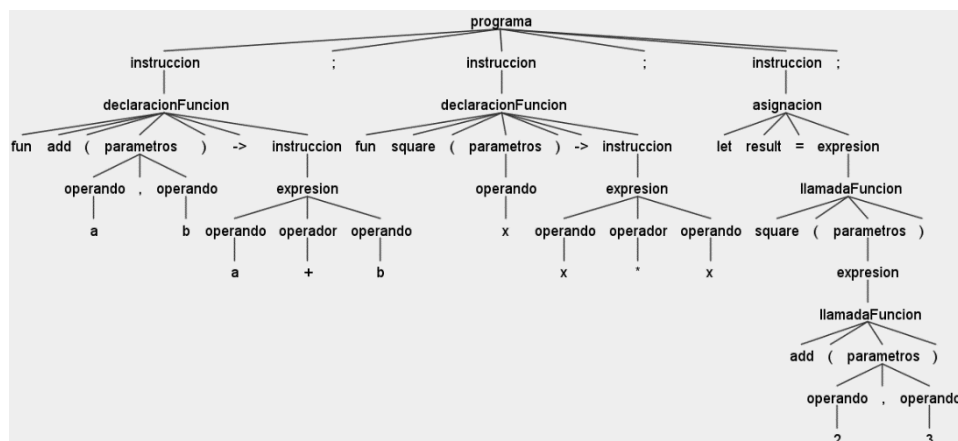 programa
instruccion ; instruccion ; instruccion ;
declaracionFuncion declaracionFuncion asignacion
fun add ( parametros ) -> instruccion fun square ( parametros ) -> instruccion let result = expresion
operando , operando expresion operando expresion llamadaFuncion
a b operando operador operando x operando operador operando square ( parametros )
a + b x * x expresion
llamadaFuncion
add ( parametros )
operando , operando
2 3